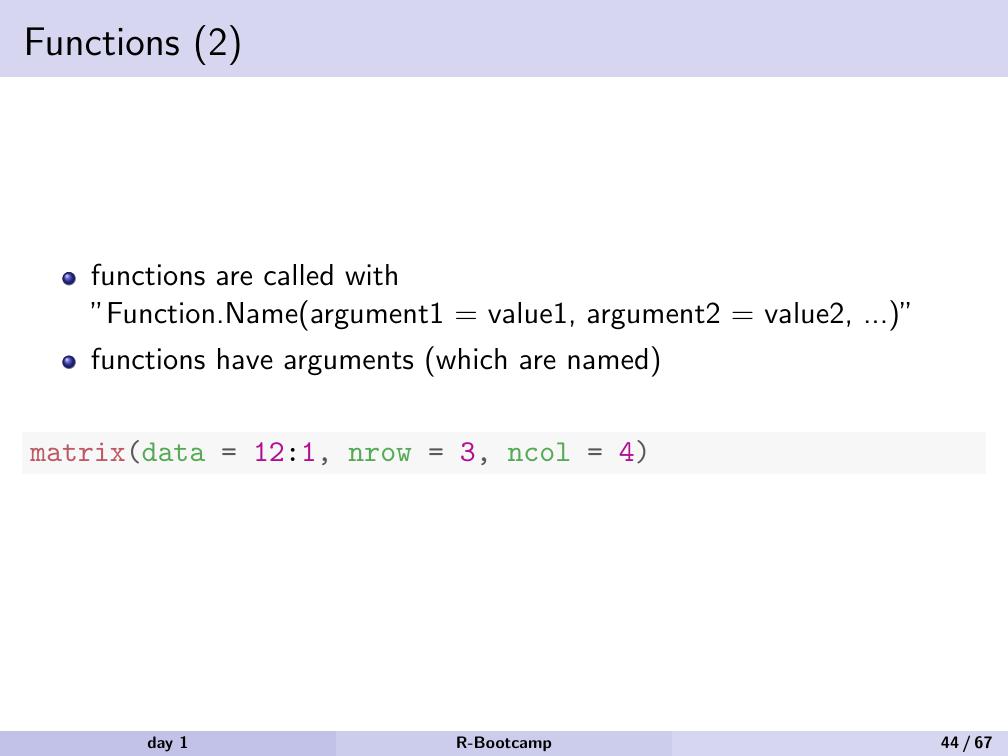 Functions (2)
functions are called with
”Function.Name(argument1 = value1, argument2 = value2, ...)”
functions have arguments (which are named)
matrix(data = 12:1, nrow = 3, ncol = 4)
day 1 R-Bootcamp 44 / 67